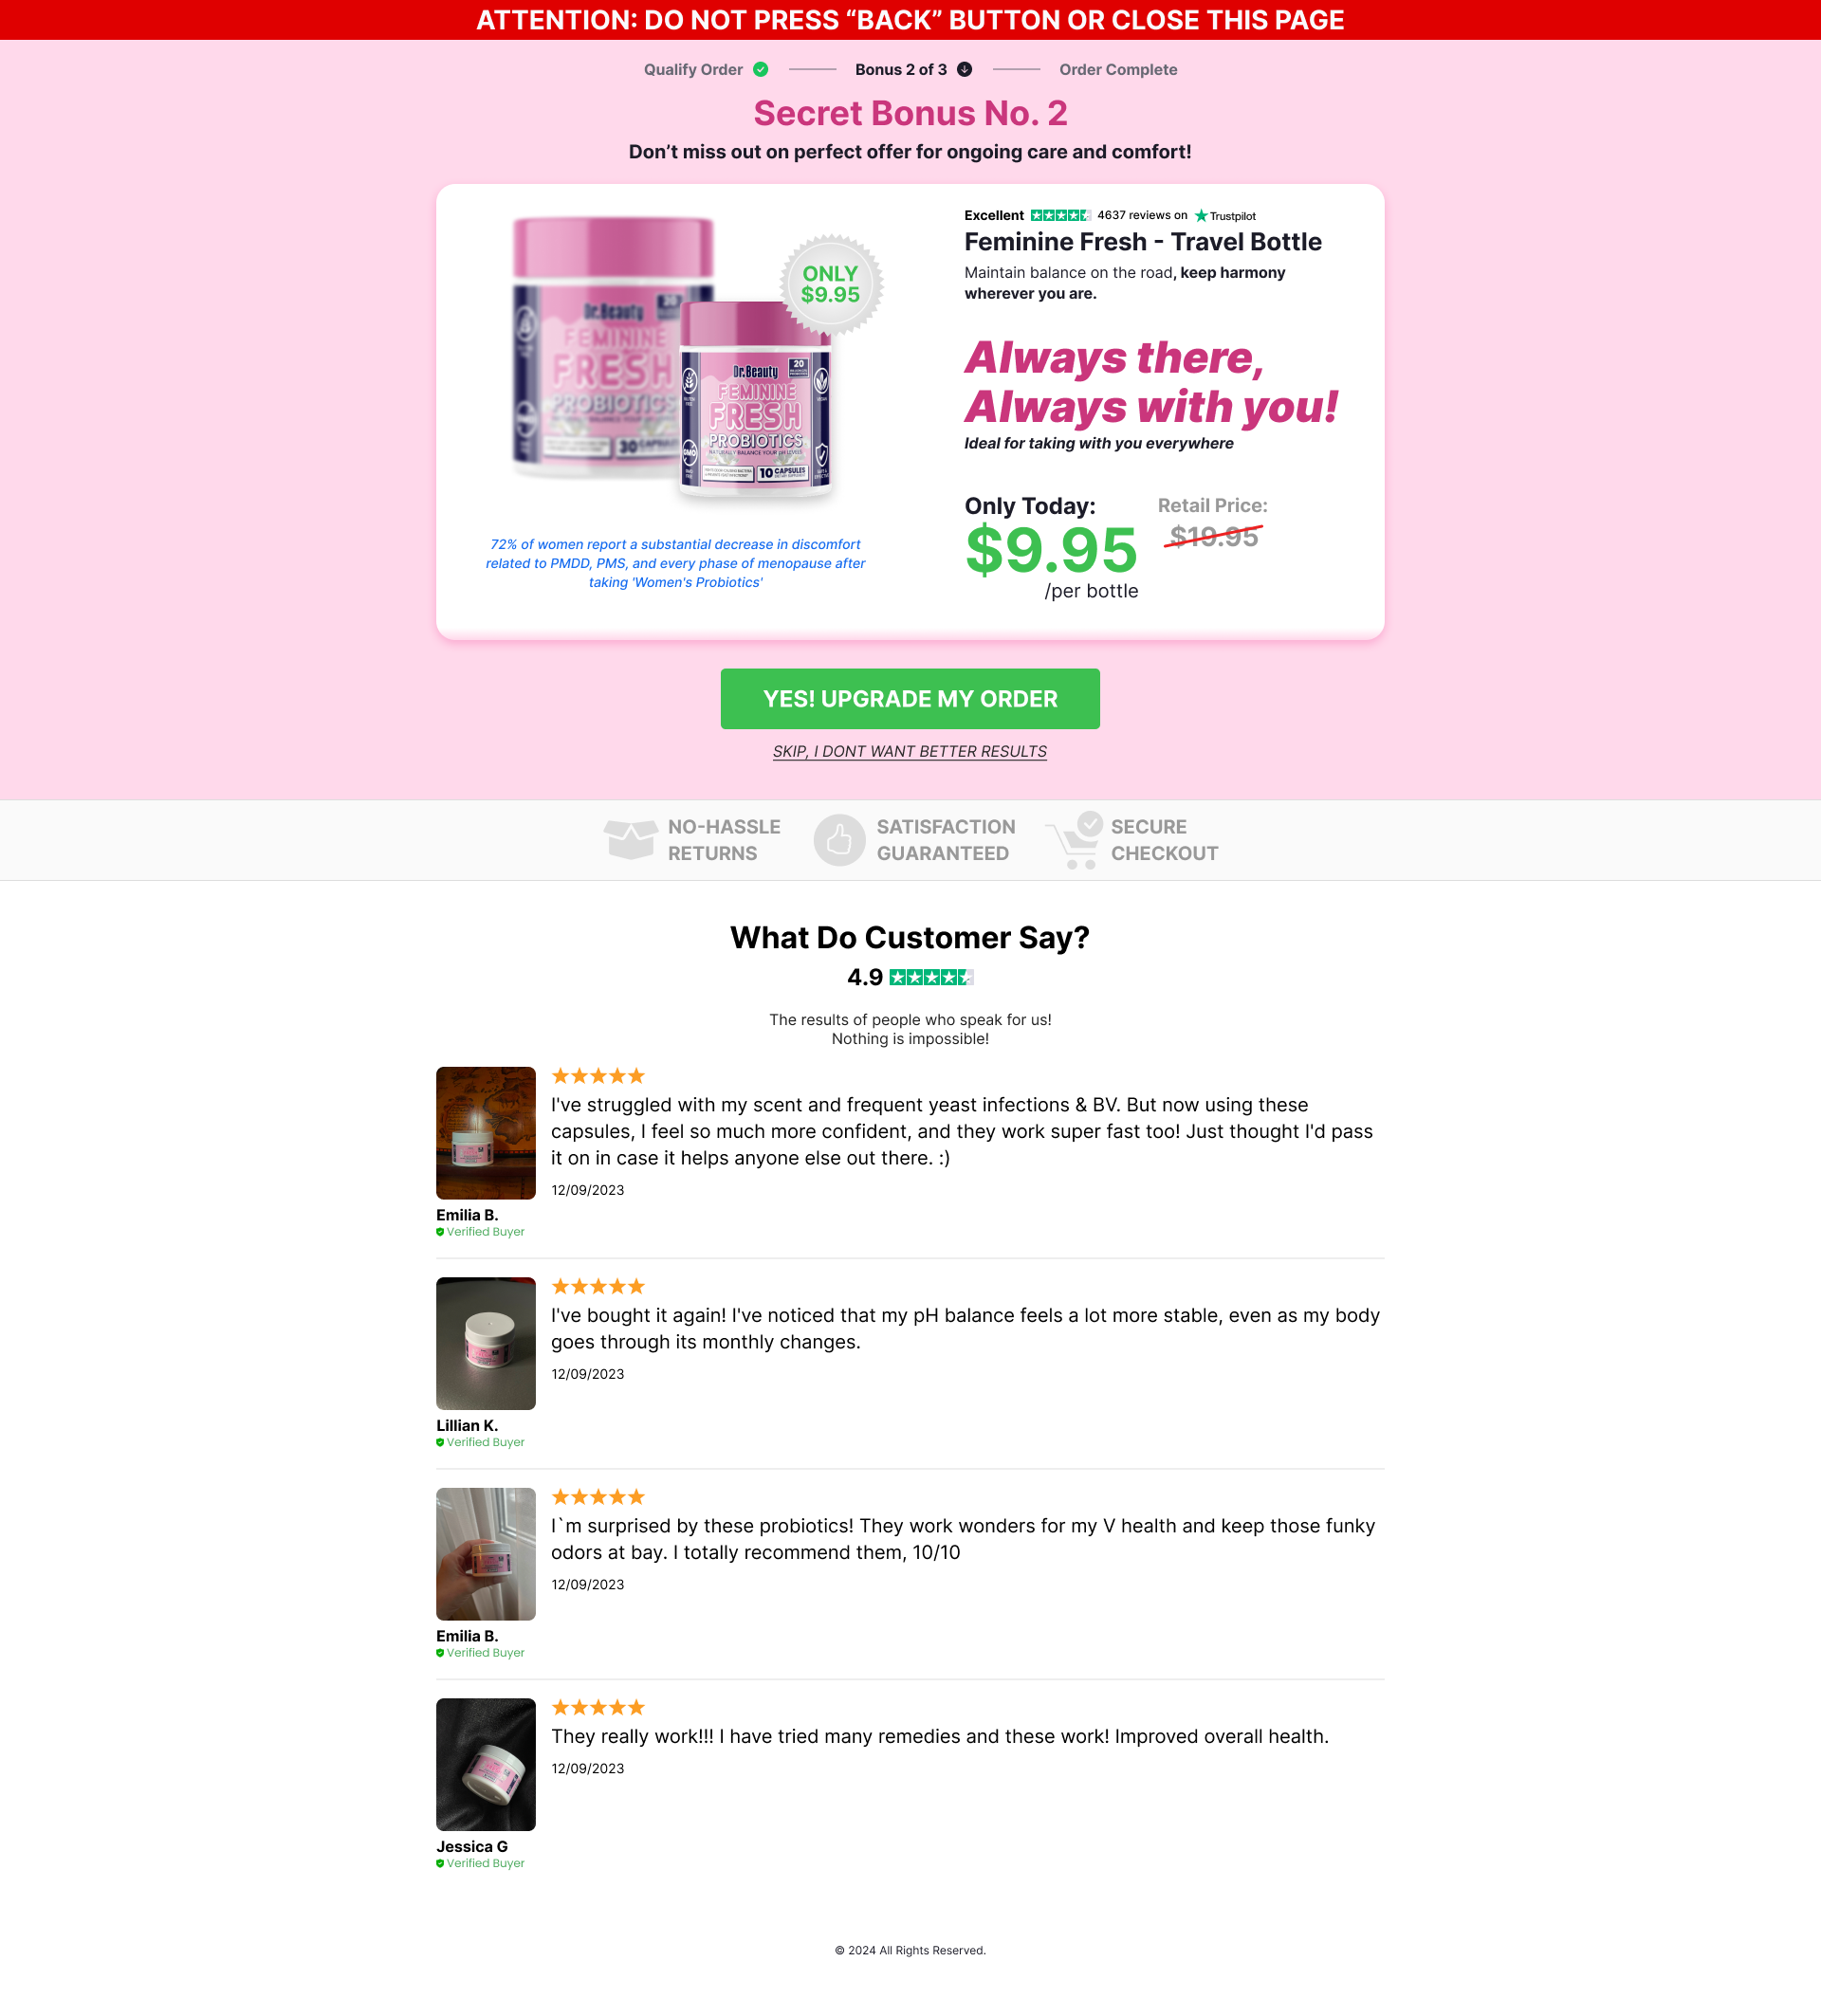 ATTENTION: DO NOT PRESS “BACK” BUTTON OR CLOSE THIS PAGE
Qualify Order
Bonus 2 of 3
Order Complete
Secret Bonus No. 2
Don’t miss out on perfect offer for ongoing care and comfort!
ONLY
$9.95
Dr.Beauty
FEMININE
FRESH
PROBIOTICS
30 CAPSULES
20
Dr.Beauty
FEMININE
FRESH
PROBIOTICS
NATURALLY BALANCE YOUR pH LEVELS
10 CAPSULES
72% of women report a substantial decrease in discomfort
related to PMDD, PMS, and every phase of menopause after
taking 'Women's Probiotics'
Excellent 4637 reviews on Trustpilot
Feminine Fresh - Travel Bottle
Maintain balance on the road, keep harmony
wherever you are.
Always there,
Always with you!
Ideal for taking with you everywhere
Only Today:
$9.95
/per bottle
Retail Price:
$19.95
YES! UPGRADE MY ORDER
SKIP, I DONT WANT BETTER RESULTS
NO-HASSLE
RETURNS
SATISFACTION
GUARANTEED
SECURE
CHECKOUT
What Do Customer Say?
4.9
The results of people who speak for us!
Nothing is impossible!
I've struggled with my scent and frequent yeast infections & BV. But now using these
capsules, I feel so much more confident, and they work super fast too! Just thought I'd pass
it on in case it helps anyone else out there. :)
12/09/2023
Emilia B.
Verified Buyer
I've bought it again! I've noticed that my pH balance feels a lot more stable, even as my body
goes through its monthly changes.
12/09/2023
Lillian K.
Verified Buyer
I`m surprised by these probiotics! They work wonders for my V health and keep those funky
odors at bay. I totally recommend them, 10/10
12/09/2023
Emilia B.
Verified Buyer
They really work!!! I have tried many remedies and these work! Improved overall health.
12/09/2023
Jessica G
Verified Buyer
© 2024 All Rights Reserved.